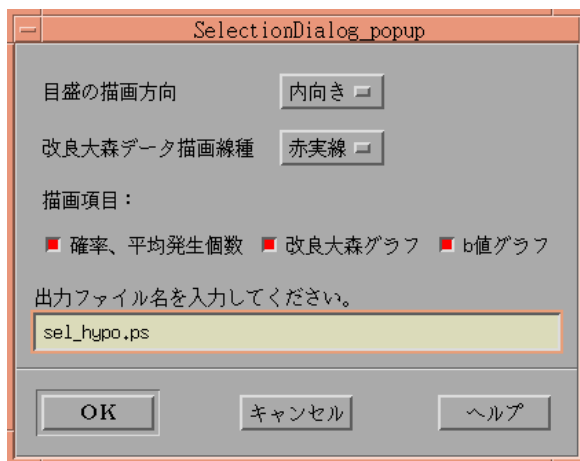 SelectionDialog_popup
目盛の描画方向 内向き
改良大森データ描画線種 赤実線
描画項目：
確率、平均発生個数 改良大森グラフ b値グラフ
出力ファイル名を入力してください。
sel_hypo.ps
OK キャンセル ヘルプ